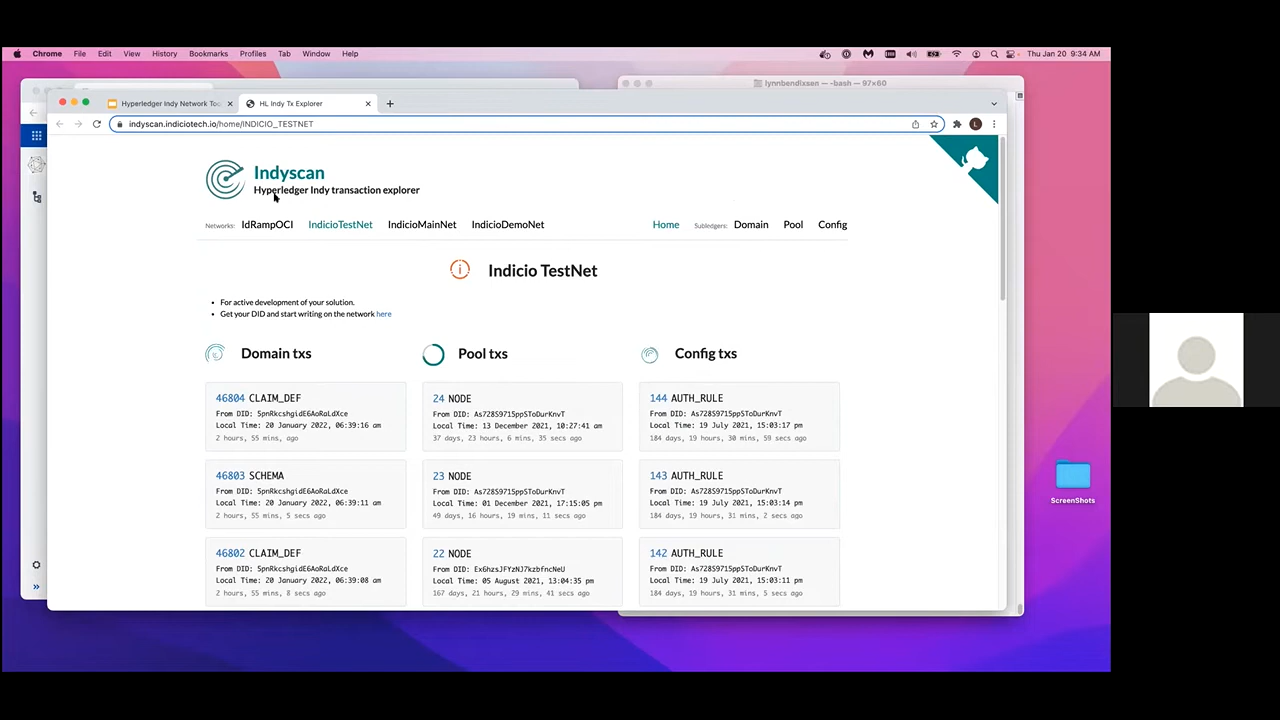 Chrome File Edit View History Bookmarks Profiles Tab Window Help Thu Jan 20 9:34 AM
lynnbendixsen — -bash — 97×60
Hyperledger Indy Network Too HL Indy Tx Explorer
indyscan.indiciotech.io/home/INDICIO_TESTNET L
Indyscan
Hyperledger Indy transaction explorer
Networks: IdRampOCI IndicioTestNet IndicioMainNet IndicioDemoNet Home Subledgers: Domain Pool Config
Indicio TestNet
• For active development of your solution.
• Get your DID and start writing on the network here
Domain txs
46804 CLAIM_DEF
From DID: 5pnRkcshgidE6AoRaLdXce
Local Time: 20 January 2022, 06:39:16 am
2 hours, 55 mins, ago
46803 SCHEMA
From DID: 5pnRkcshgidE6AoRaLdXce
Local Time: 20 January 2022, 06:39:11 am
2 hours, 55 mins, 5 secs ago
46802 CLAIM_DEF
From DID: 5pnRkcshgidE6AoRaLdXce
Local Time: 20 January 2022, 06:39:08 am
2 hours, 55 mins, 8 secs ago
Pool txs
24 NODE
From DID: As728S9715ppSToDurKnvT
Local Time: 13 December 2021, 10:27:41 am
37 days, 23 hours, 6 mins, 35 secs ago
23 NODE
From DID: As728S9715ppSToDurKnvT
Local Time: 01 December 2021, 17:15:05 pm
49 days, 16 hours, 19 mins, 11 secs ago
22 NODE
From DID: Ex6hzsJFYzNJ7kzbfncNeU
Local Time: 05 August 2021, 13:04:35 pm
167 days, 21 hours, 29 mins, 41 secs ago
Config txs
144 AUTH_RULE
From DID: As728S9715ppSToDurKnvT
Local Time: 19 July 2021, 15:03:17 pm
184 days, 19 hours, 30 mins, 59 secs ago
143 AUTH_RULE
From DID: As728S9715ppSToDurKnvT
Local Time: 19 July 2021, 15:03:14 pm
184 days, 19 hours, 31 mins, 2 secs ago
142 AUTH_RULE
From DID: As728S9715ppSToDurKnvT
Local Time: 19 July 2021, 15:03:11 pm
184 days, 19 hours, 31 mins, 5 secs ago
ScreenShots